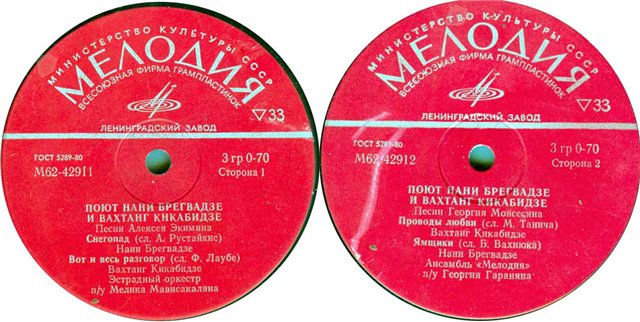 МИНИСТЕРСТВО КУЛЬТУРЫ СССР
МЕЛОДИЯ
ВСЕСОЮЗНАЯ ФИРМА ГРАМПЛАСТИНОК
▽33
ЛЕНИНГРАДСКИЙ ЗАВОД
ГОСТ 5289-80
3 гр 0-70
М62-42911
Сторона 1
ПОЮТ НАНИ БРЕГВАДЗЕ
И ВАХТАНГ КИКАБИДЗЕ
Песни Алексея Экимяна
Снегопад (сл. А. Рустайкис)
Нани Брегвадзе
Вот и весь разговор (сл. Ф. Лаубе)
Вахтанг Кикабидзе
Эстрадный оркестр
п/у Мелика Мависакаляна
МИНИСТЕРСТВО КУЛЬТУРЫ СССР
МЕЛОДИЯ
ВСЕСОЮЗНАЯ ФИРМА ГРАМПЛАСТИНОК
▽33
ЛЕНИНГРАДСКИЙ ЗАВОД
ГОСТ 5289-80
3 гр 0-70
М62-42912
Сторона 2
ПОЮТ НАНИ БРЕГВАДЗЕ
И ВАХТАНГ КИКАБИДЗЕ
Песни Георгия Мовсесяна
Проводы любви (сл. М. Танича)
Вахтанг Кикабидзе
Ямщики (сл. Б. Вахнюка)
Нани Брегвадзе
Ансамбль «Мелодия»
п/у Георгия Гараняна